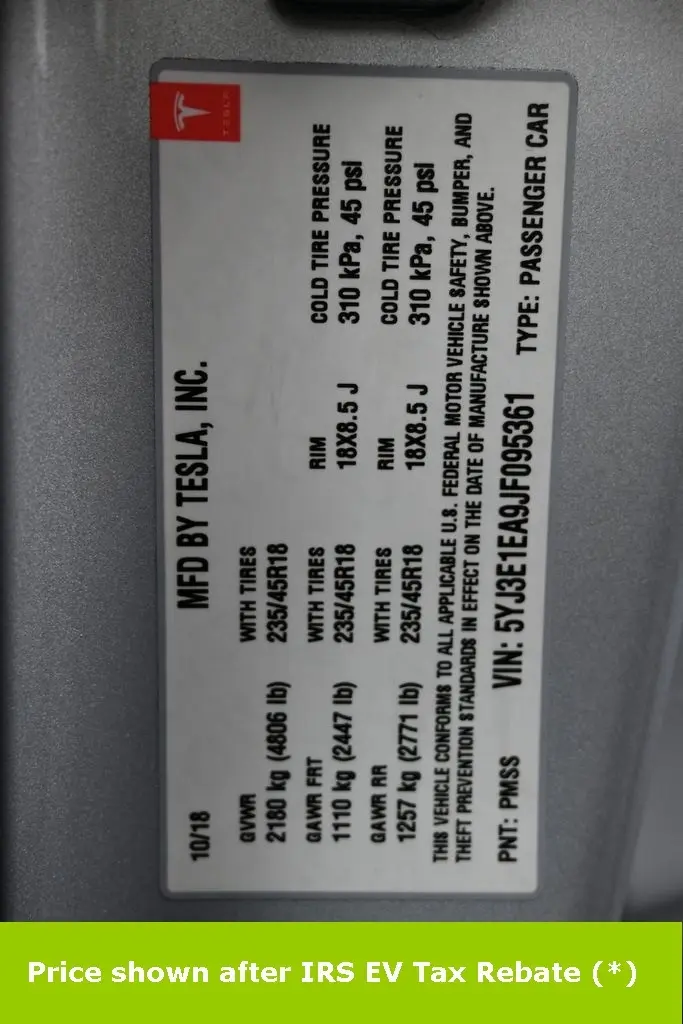 TESLA
MFD BY TESLA, INC.
10/18
GVWR WITH TIRES
2180 kg (4806 lb) 235/45R18
GAWR FRT WITH TIRES RIM COLD TIRE PRESSURE
1110 kg (2447 lb) 235/45R18 18X8.5 J 310 kPa, 45 psi
GAWR RR WITH TIRES RIM COLD TIRE PRESSURE
1257 kg (2771 lb) 235/45R18 18X8.5 J 310 kPa, 45 psi
THIS VEHICLE CONFORMS TO ALL APPLICABLE U.S. FEDERAL MOTOR VEHICLE SAFETY, BUMPER, AND
THEFT PREVENTION STANDARDS IN EFFECT ON THE DATE OF MANUFACTURE SHOWN ABOVE.
PNT: PMSS VIN: 5YJ3E1EA9JF095361 TYPE: PASSENGER CAR
Price shown after IRS EV Tax Rebate (*)